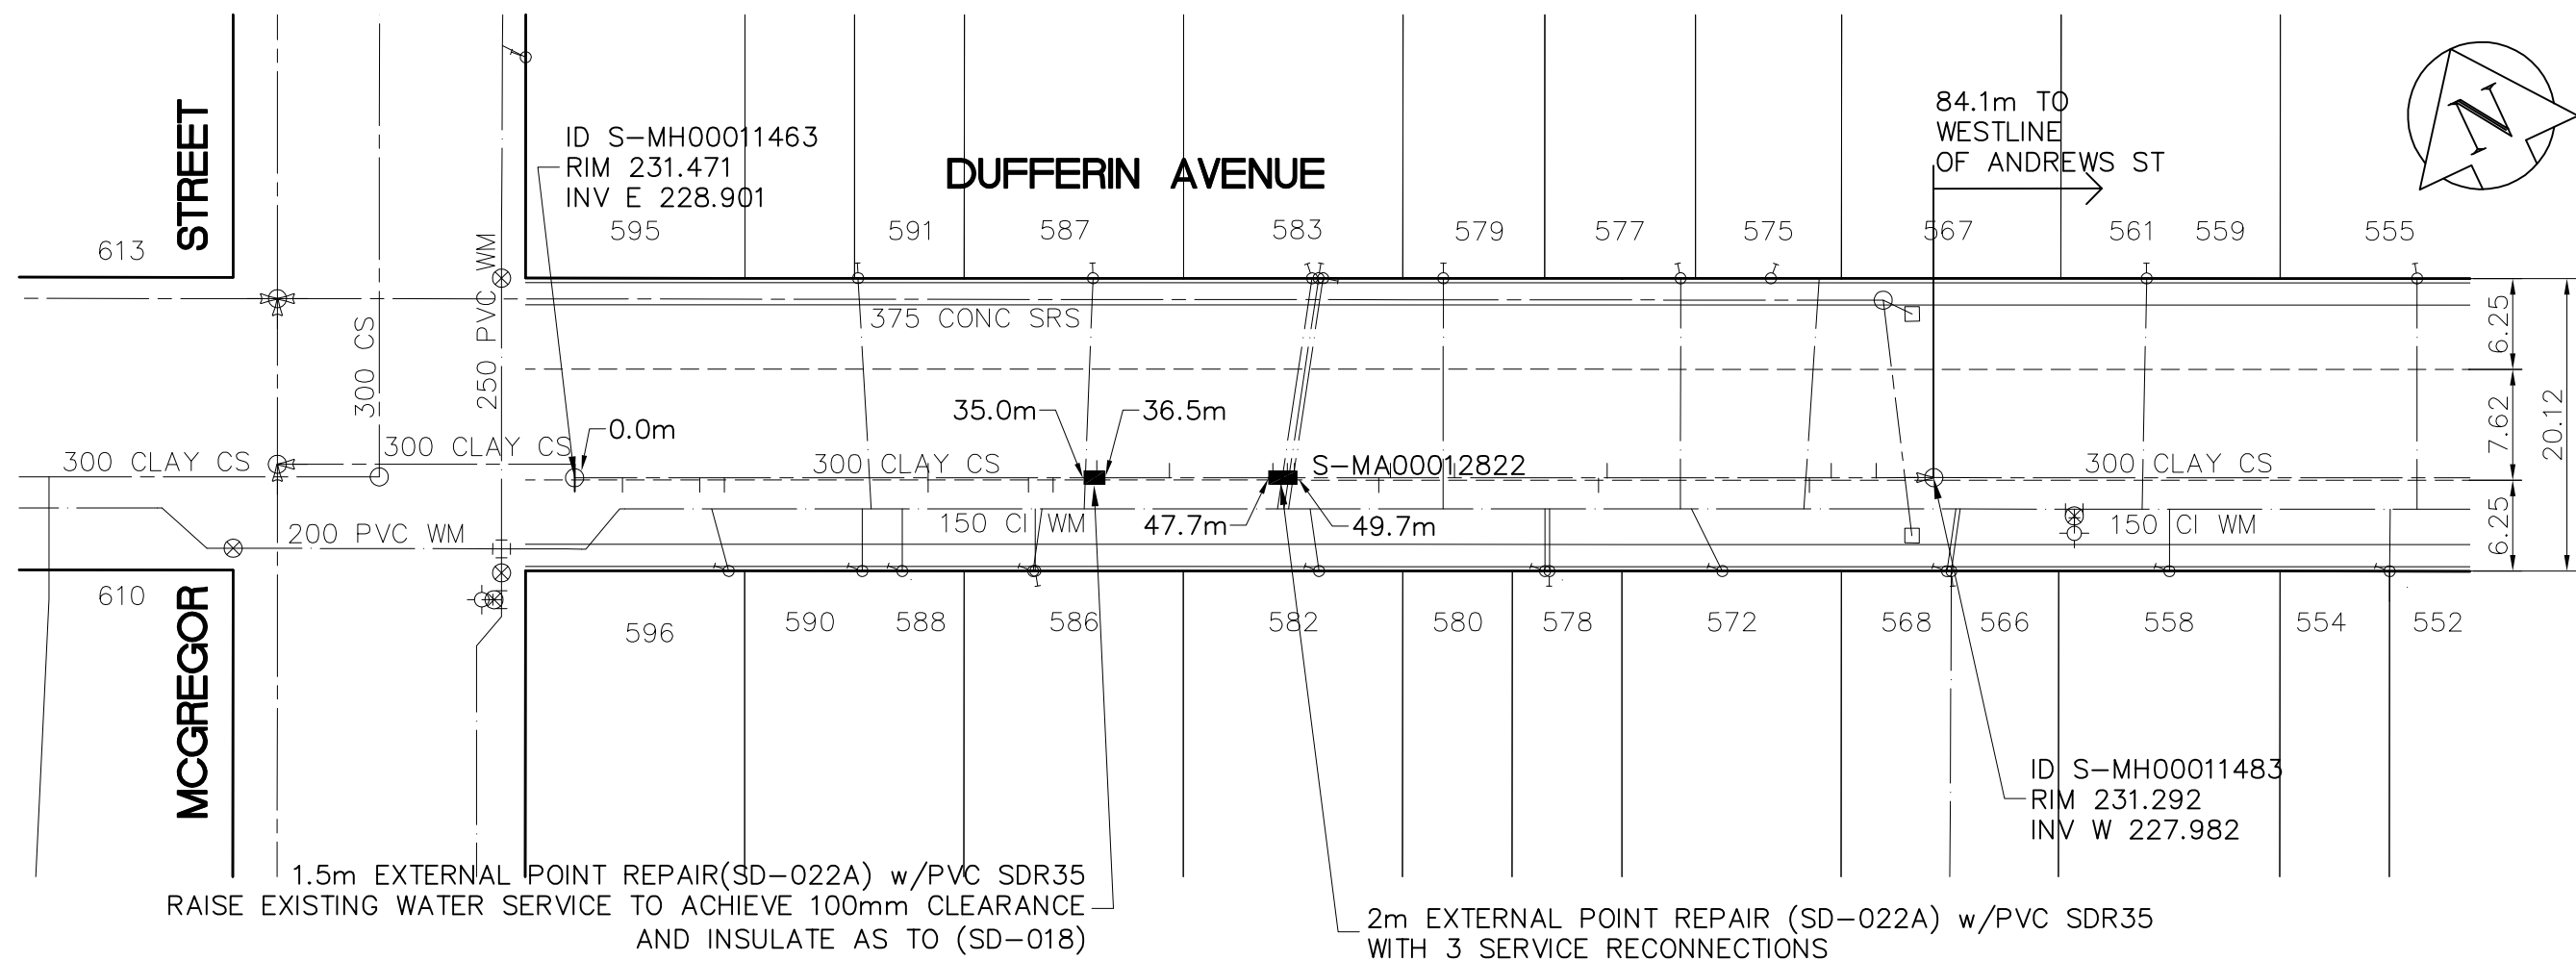 STREET
MCGREGOR
DUFFERIN AVENUE
ID S-MH00011463
RIM 231.471
INV E 228.901
84.1m TO
WESTLINE
OF ANDREWS ST
N
613
595
591
587
583
579
577
575
567
561
559
555
300 CS
250 PVC WM
375 CONC SRS
6.25
7.62
6.25
20.12
0.0m
35.0m
36.5m
300 CLAY CS
300 CLAY CS
300 CLAY CS
S-MA00012822
300 CLAY CS
200 PVC WM
150 CI WM
47.7m
49.7m
150 CI WM
610
596
590
588
586
582
580
578
572
568
566
558
554
552
ID S-MH00011483
RIM 231.292
INV W 227.982
1.5m EXTERNAL POINT REPAIR(SD-022A) w/PVC SDR35
RAISE EXISTING WATER SERVICE TO ACHIEVE 100mm CLEARANCE
AND INSULATE AS TO (SD-018)
2m EXTERNAL POINT REPAIR (SD-022A) w/PVC SDR35
WITH 3 SERVICE RECONNECTIONS